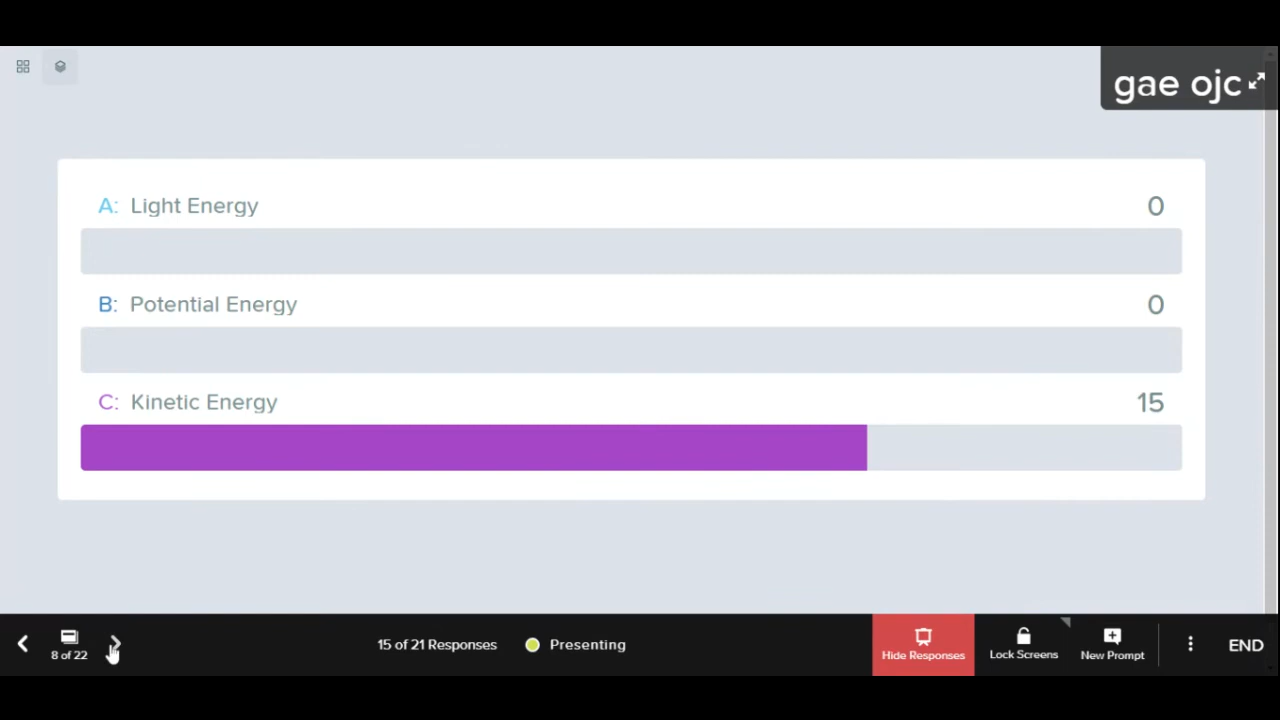 gae ojc
A: Light Energy 0
B: Potential Energy 0
C: Kinetic Energy 15
8 of 22
15 of 21 Responses
Presenting
Hide Responses
Lock Screens
New Prompt
END